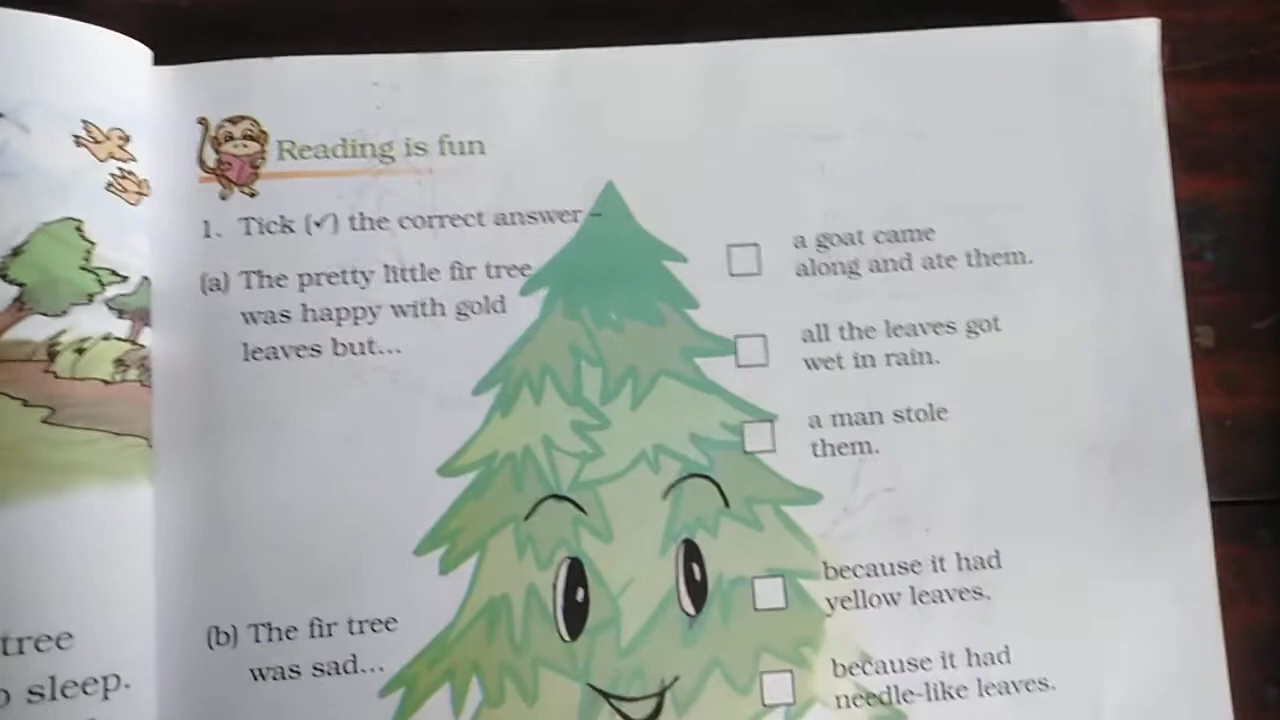 Reading is fun
1. Tick (✓) the correct answer –
(a) The pretty little fir tree
was happy with gold
leaves but...
a goat came
along and ate them.
all the leaves got
wet in rain.
a man stole
them.
(b) The fir tree
was sad...
because it had
yellow leaves.
because it had
needle-like leaves.
tree
sleep.